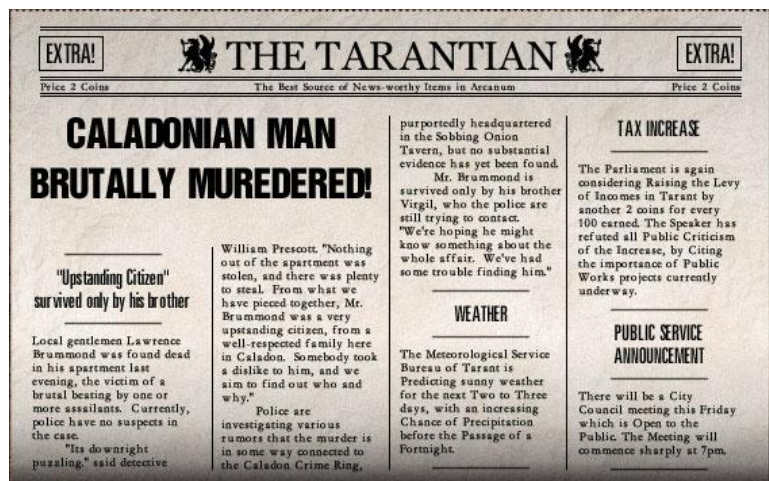 EXTRA!
THE TARANTIAN
EXTRA!
Price 2 Coins
The Best Source of News-worthy Items in Arcanum
Price 2 Coins
CALADONIAN MAN
BRUTALLY MUREDERED!
"Upstanding Citizen"
survived only by his brother
Local gentlemen Lawrence
Brummond was found dead
in his apartment last
evening, the victim of a
brutal beating by one or
more assailants. Currently,
police have no suspects in
the case.
"Its downright
puzzling." said detective
William Prescott. "Nothing
out of the apartment was
stolen, and there was plenty
to steal. From what we
have pieced together, Mr.
Brummond was a very
upstanding citizen, from a
well-respected family here
in Caladon. Somebody took
a dislike to him, and we
aim to find out who and
why."
Police are
investigating various
rumors that the murder is
in some way connected to
the Caladon Crime Ring,
purportedly headquartered
in the Sobbing Onion
Tavern, but no substantial
evidence has yet been found.
Mr. Brummond is
survived only by his brother
Virgil, who the police are
still trying to contact.
"We're hoping he might
know something about the
whole affair. We've had
some trouble finding him."
WEATHER
The Meteorological Service
Bureau of Tarant is
Predicting sunny weather
for the next Two to Three
days, with an increasing
Chance of Precipitation
before the Passage of a
Fortnight.
TAX INCREASE
The Parliament is again
considering Raising the Levy
of Incomes in Tarant by
another 2 coins for every
100 earned. The Speaker has
refuted all Public Criticism
of the Increase, by Citing
the importance of Public
Works projects currently
underway.
PUBLIC SERVICE
ANNOUNCEMENT
There will be a City
Council meeting this Friday
which is Open to the
Public. The Meeting will
commence sharply at 7pm.